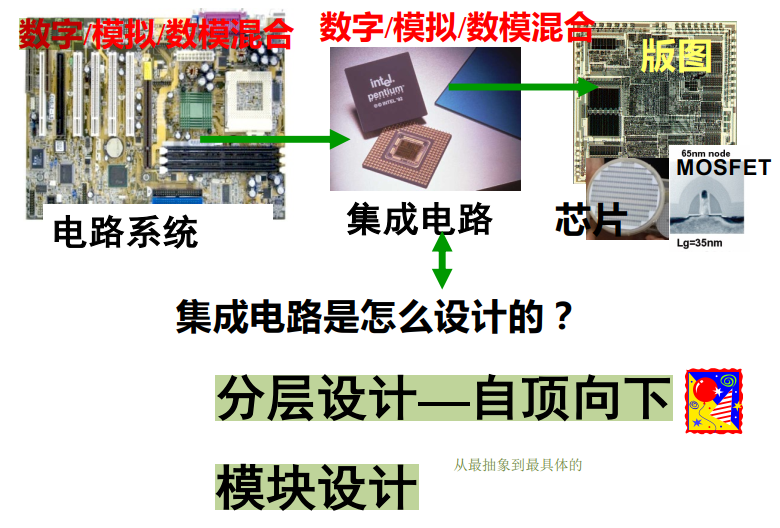 数字/模拟/数模混合
数字/模拟/数模混合
版图
intel
pentium
65nm node
MOSFET
Lg=35nm
电路系统
集成电路
芯片
集成电路是怎么设计的？
分层设计—自顶向下
从最抽象到最具体的
模块设计